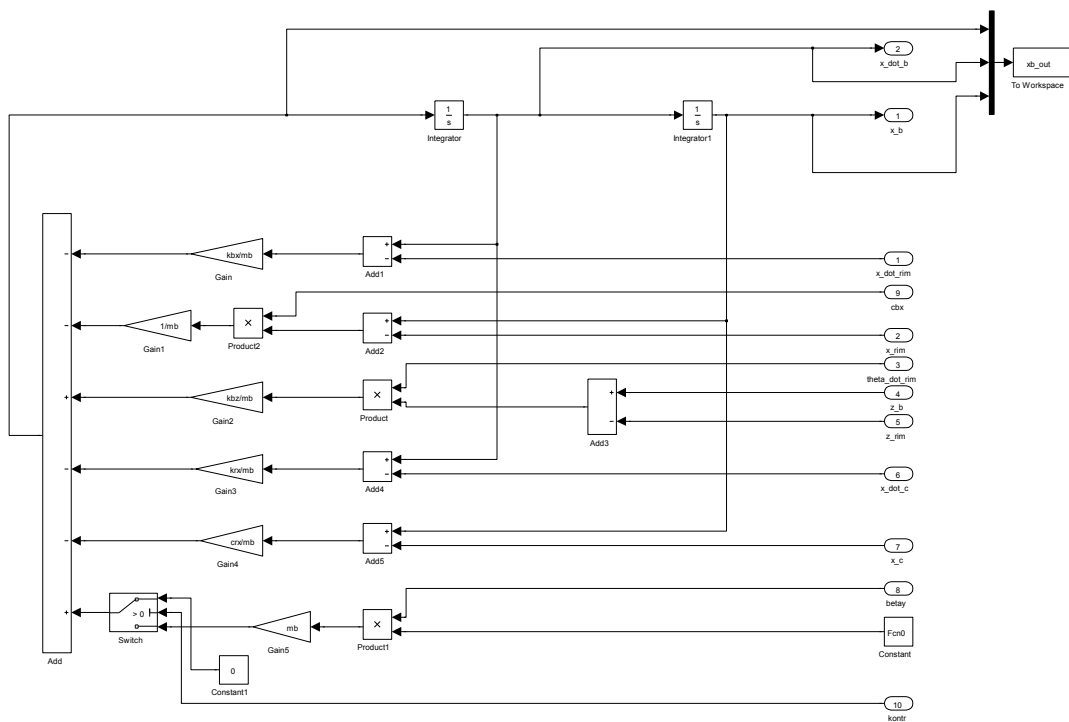 2
x_dot_b
xb_out
To Workspace
1
s
Integrator
1
s
Integrator1
1
x_b
−
kbx/mb
Gain
+
−
Add1
1
x_dot_rim
9
cbx
−
1/mb
Gain1
×
Product2
+
−
Add2
2
x_rim
3
theta_dot_rim
+
kbz/mb
Gain2
×
Product
+
−
Add3
4
z_b
5
z_rim
−
krx/mb
Gain3
+
−
Add4
6
x_dot_c
−
crx/mb
Gain4
+
−
Add5
7
x_c
8
betay
+
Add
> 0
Switch
mb
Gain5
×
Product1
Fcn0
Constant
0
Constant1
10
kontr